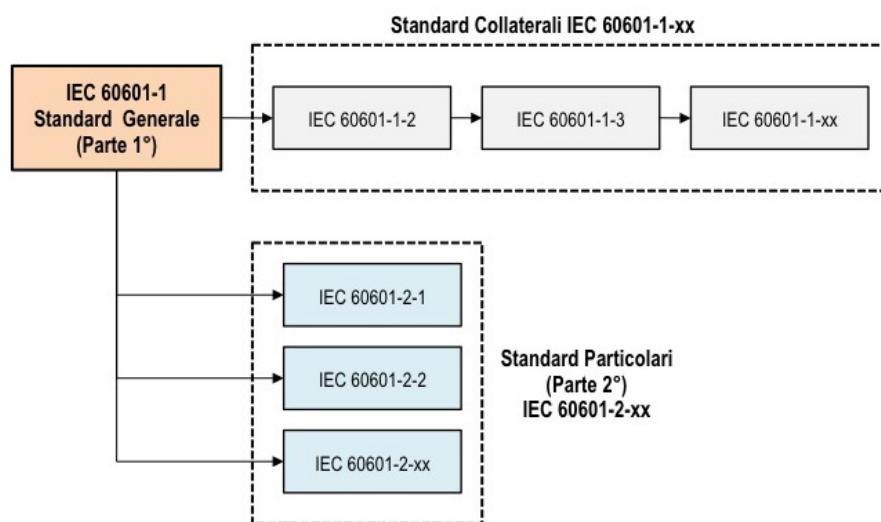 Standard Collaterali IEC 60601-1-xx
IEC 60601-1
Standard Generale
(Parte 1°)
IEC 60601-1-2
IEC 60601-1-3
IEC 60601-1-xx
IEC 60601-2-1
IEC 60601-2-2
IEC 60601-2-xx
Standard Particolari
(Parte 2°)
IEC 60601-2-xx